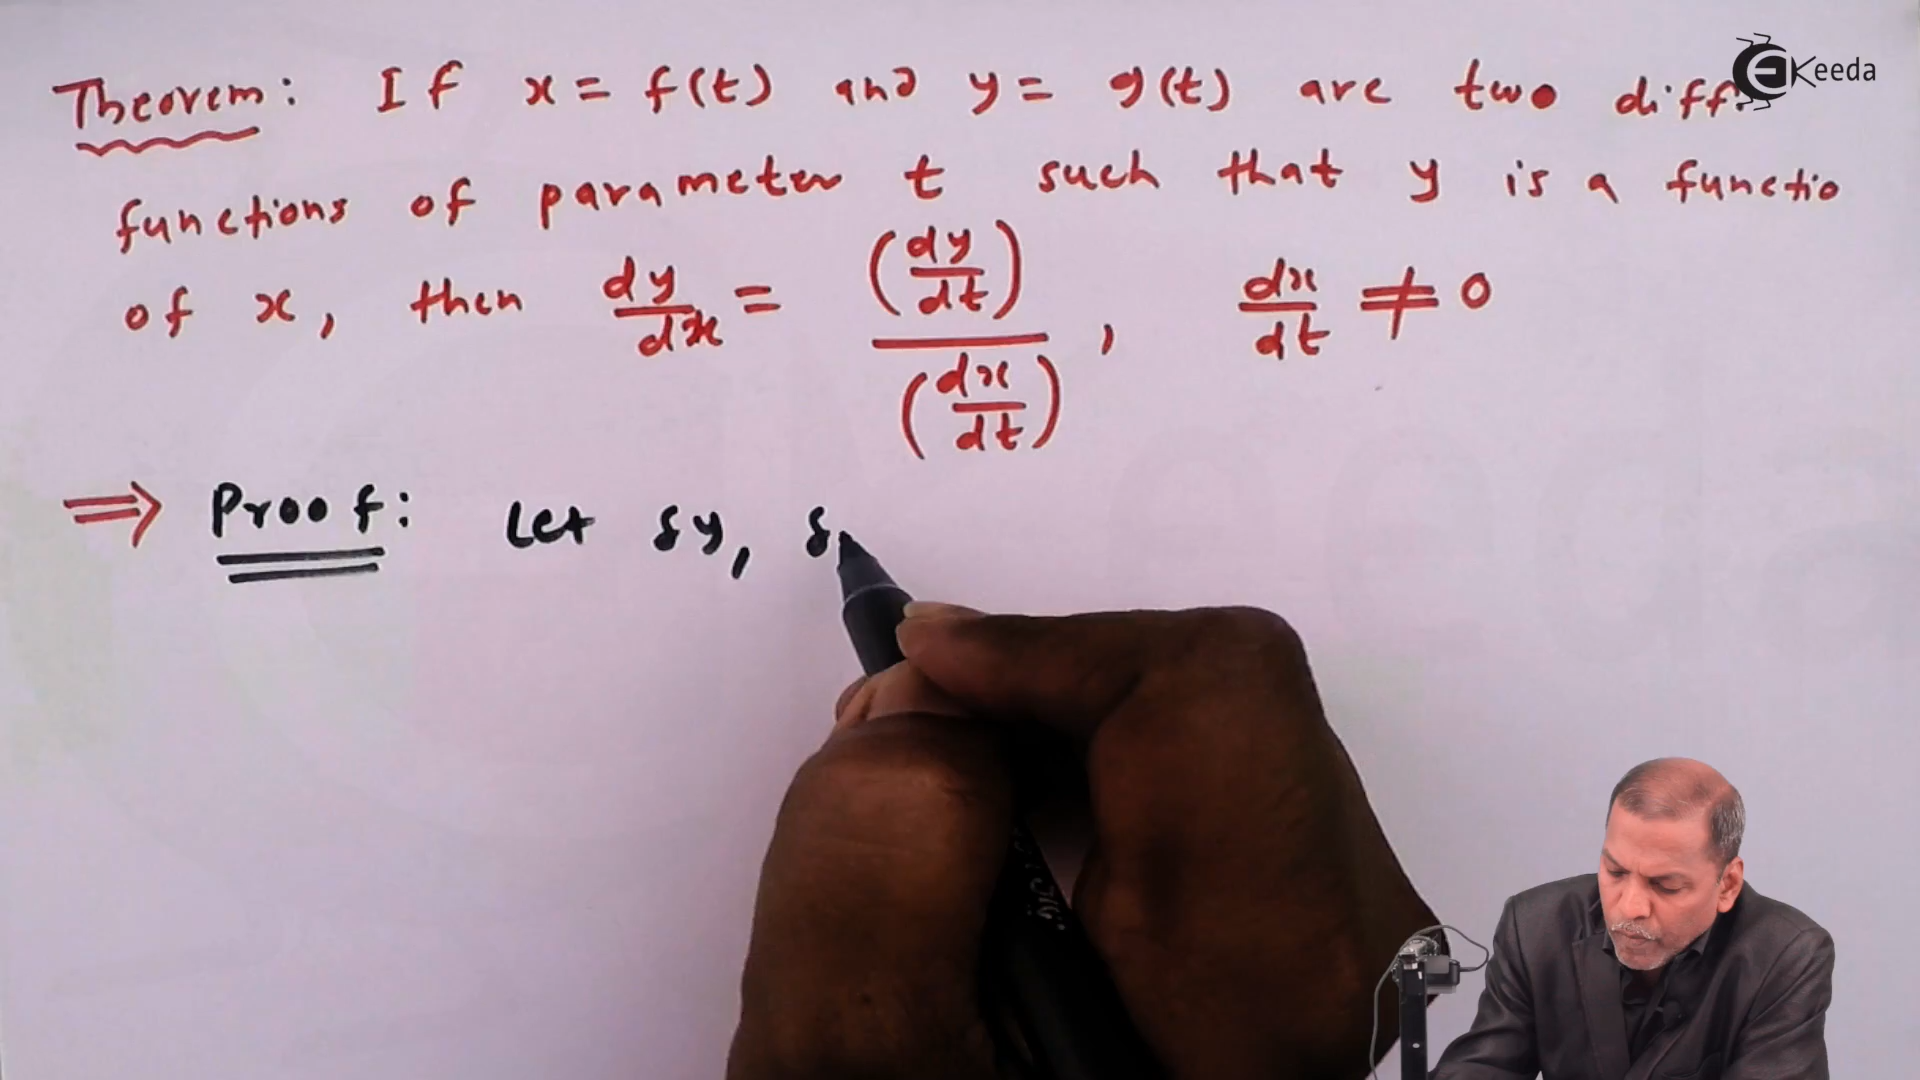 Theorem: If x = f(t) and y = g(t) are two diff.
Keeda
functions of parameter t such that y is a functio
of x, then dy/dx = (dy/dt)/(dx/dt), dx/dt ≠ 0
⇒ Proof: Let δy, δ